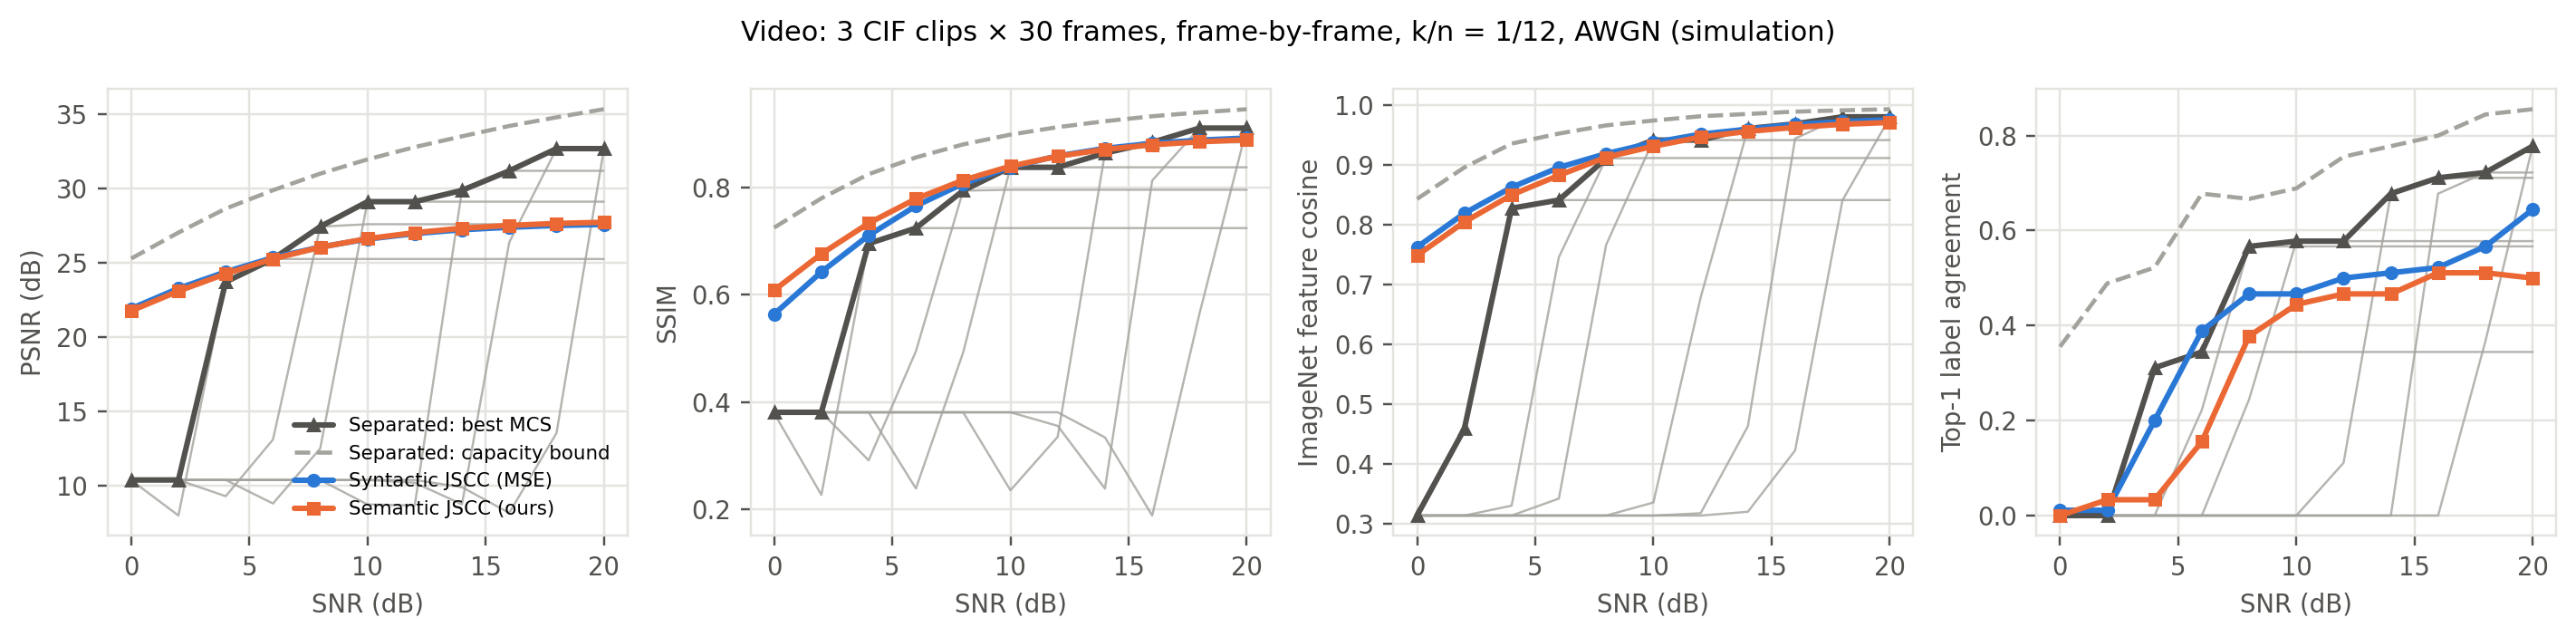 Video: 3 CIF clips × 30 frames, frame-by-frame, k/n = 1/12, AWGN (simulation)
PSNR (dB)
35
30
25
20
15
10
Separated: best MCS
Separated: capacity bound
Syntactic JSCC (MSE)
Semantic JSCC (ours)
0 5 10 15 20
SNR (dB)
SSIM
0.8
0.6
0.4
0.2
0 5 10 15 20
SNR (dB)
ImageNet feature cosine
1.0
0.9
0.8
0.7
0.6
0.5
0.4
0.3
0 5 10 15 20
SNR (dB)
Top-1 label agreement
0.8
0.6
0.4
0.2
0.0
0 5 10 15 20
SNR (dB)